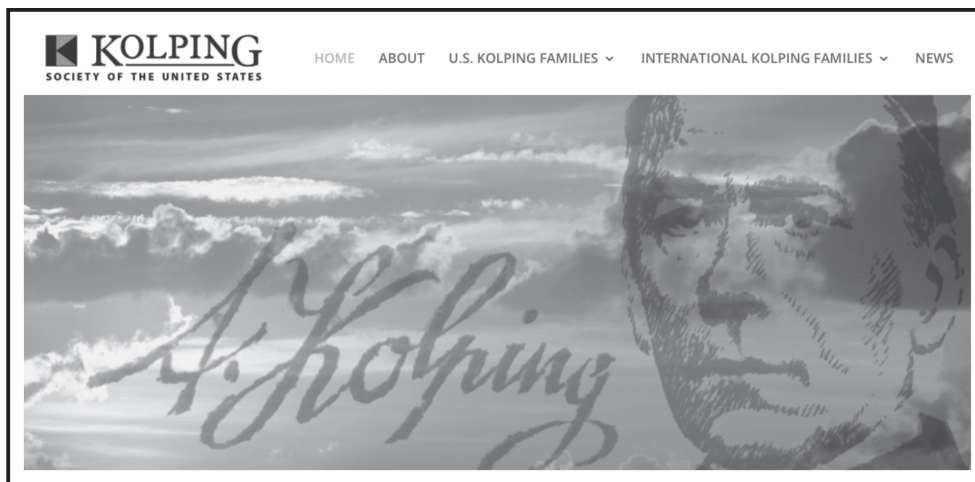 KOLPING
SOCIETY OF THE UNITED STATES
HOME ABOUT U.S. KOLPING FAMILIES INTERNATIONAL KOLPING FAMILIES NEWS
A. Kolping